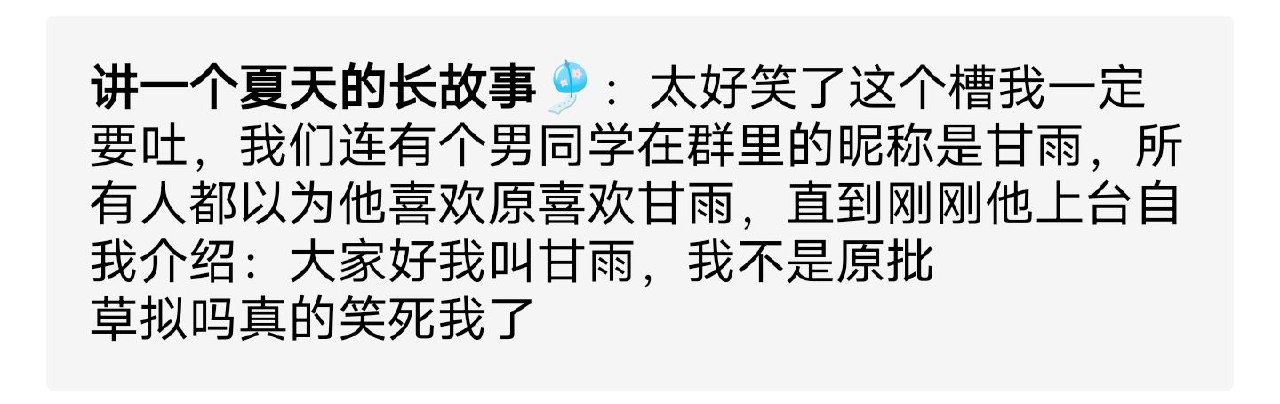 讲一个夏天的长故事🎐：太好笑了这个槽我一定
要吐，我们连有个男同学在群里的昵称是甘雨，所
有人都以为他喜欢原喜欢甘雨，直到刚刚他上台自
我介绍：大家好我叫甘雨，我不是原批
草拟吗真的笑死我了